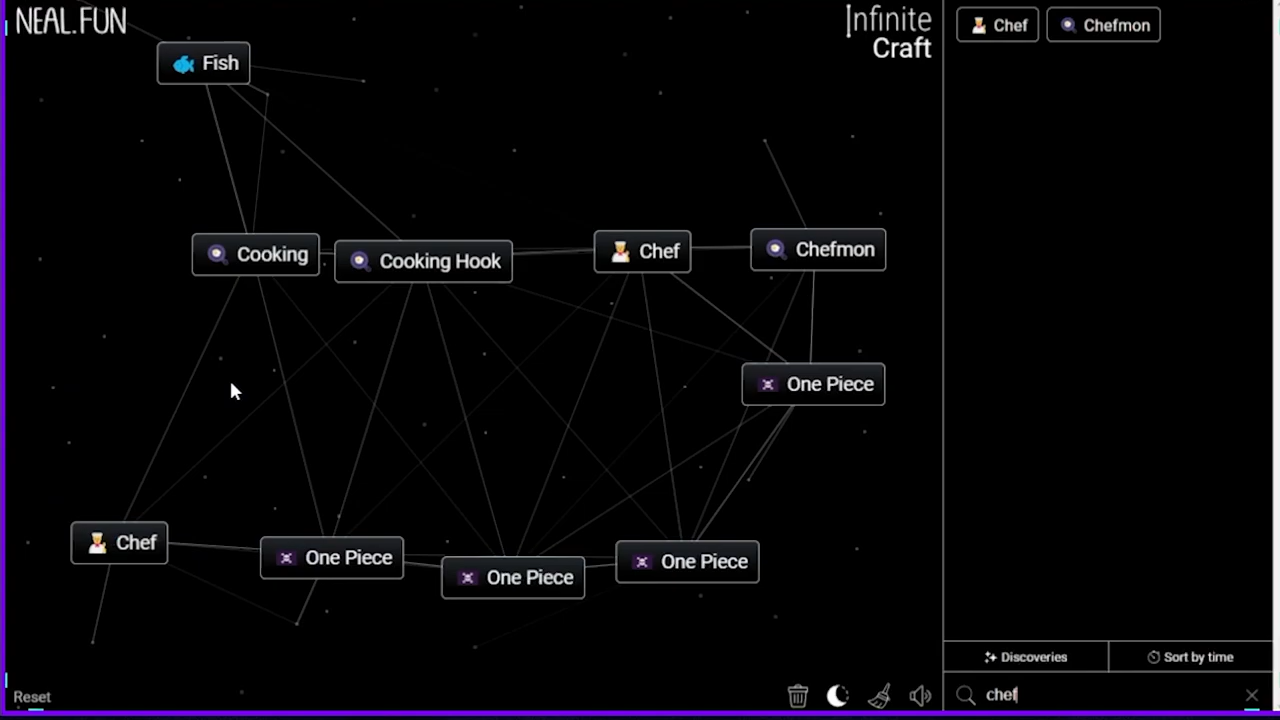 NEAL.FUN
Infinite
Craft
Chef
Chefmon
Fish
Cooking
Cooking Hook
Chef
Chefmon
One Piece
Chef
One Piece
One Piece
One Piece
Discoveries
Sort by time
Reset
chef